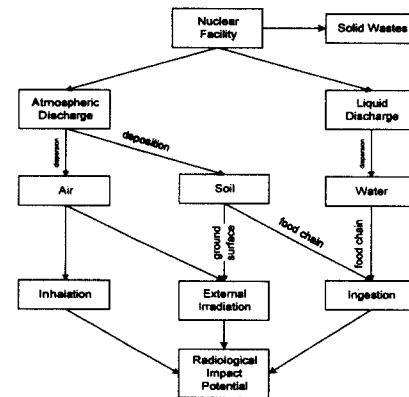 Nuclear
Facility
Solid Wastes
Atmospheric
Discharge
Liquid
Discharge
dispersion
deposition
dispersion
Air
Soil
Water
ground
surface
food chain
food chain
Inhalation
External
Irradiation
Ingestion
Radiological
Impact
Potential